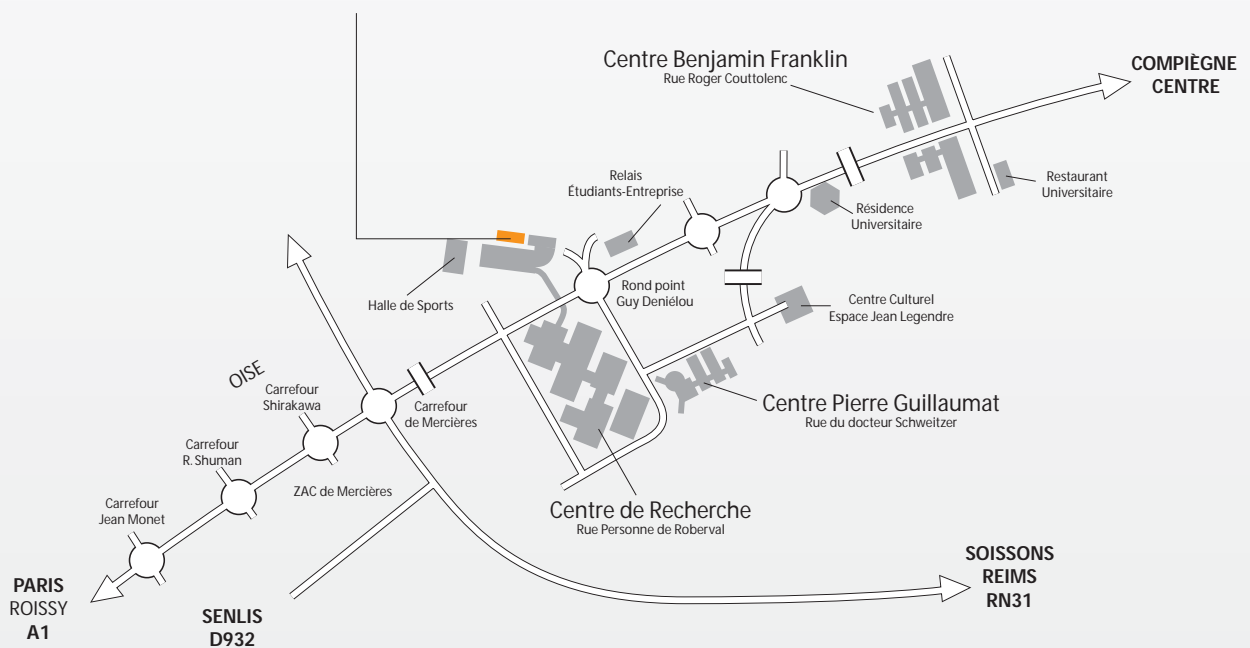 Centre Benjamin Franklin
Rue Roger Couttolenc
COMPIÈGNE
CENTRE
Relais
Étudiants-Entreprise
Restaurant
Universitaire
Résidence
Universitaire
Halle de Sports
Rond point
Guy Deniélou
Centre Culturel
Espace Jean Legendre
OISE
Carrefour
Shirakawa
Carrefour
de Mercières
Centre Pierre Guillaumat
Rue du docteur Schweitzer
Carrefour
R. Shuman
ZAC de Mercières
Carrefour
Jean Monet
Centre de Recherche
Rue Personne de Roberval
SOISSONS
REIMS
RN31
PARIS
ROISSY
A1
SENLIS
D932